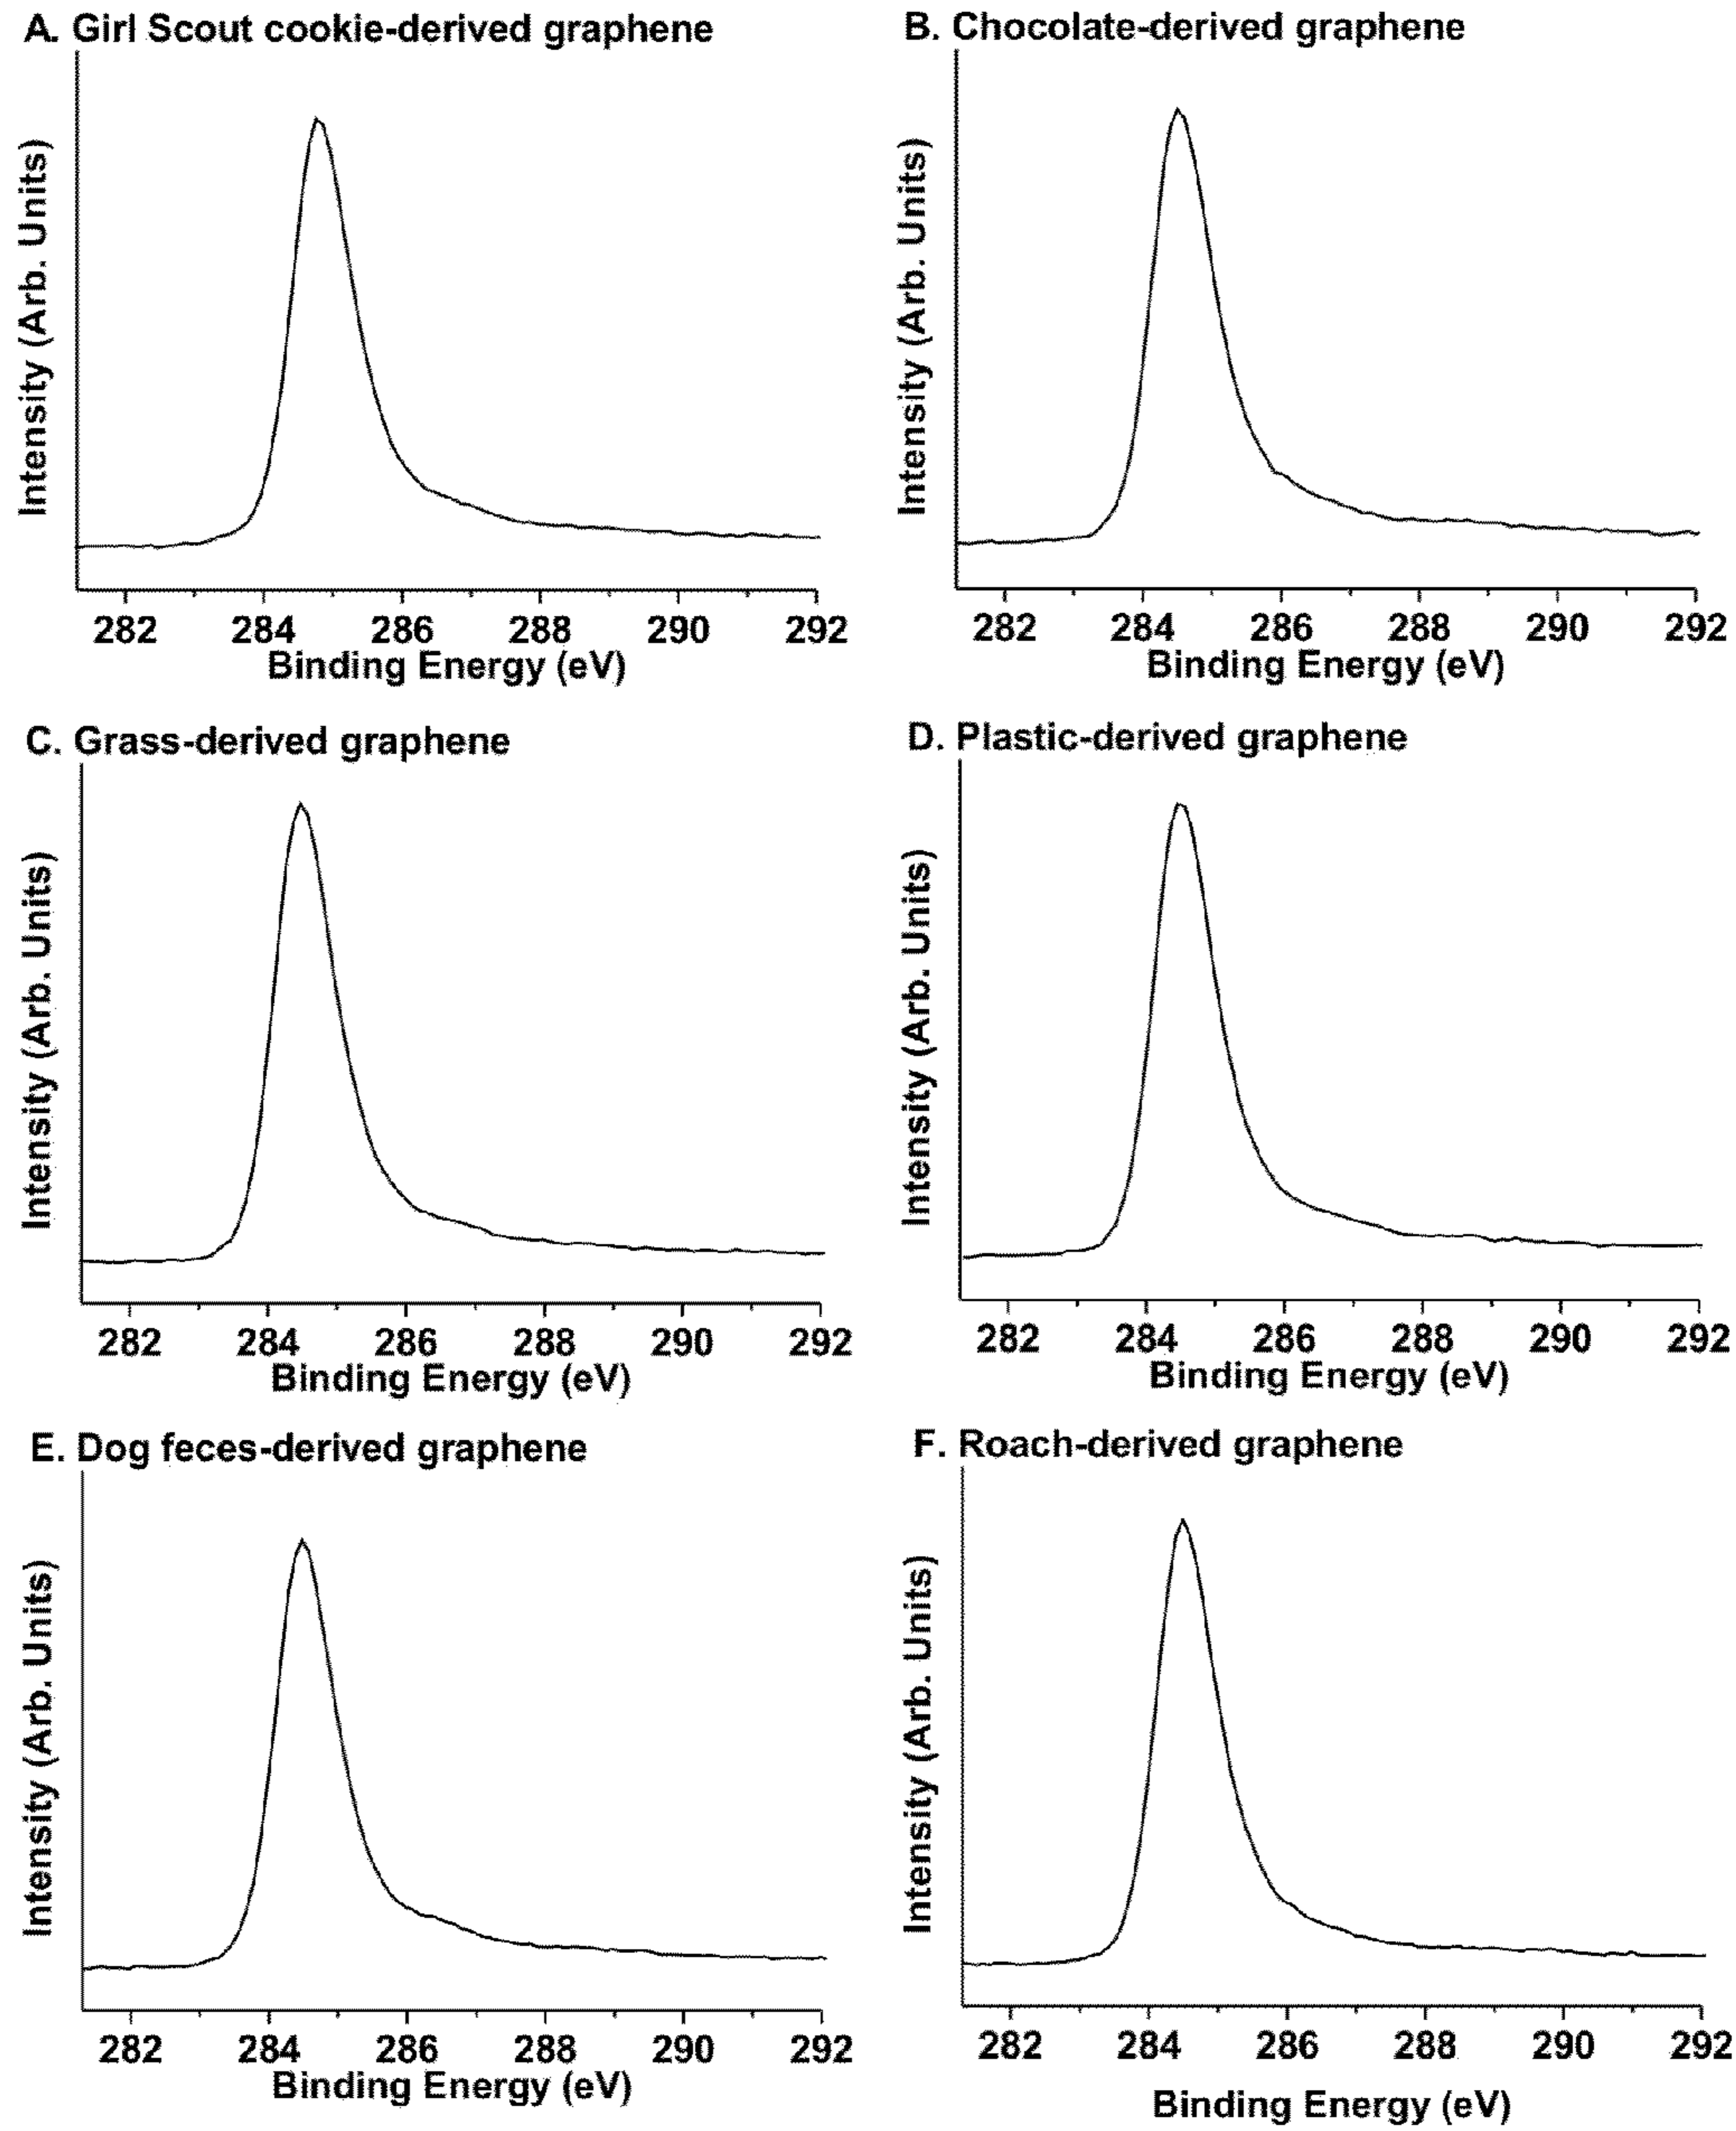 A. Girl Scout cookie-derived graphene
Intensity (Arb. Units)
282 284 286 288 290 292
Binding Energy (eV)
B. Chocolate-derived graphene
Intensity (Arb. Units)
282 284 286 288 290 292
Binding Energy (eV)
C. Grass-derived graphene
Intensity (Arb. Units)
282 284 286 288 290 292
Binding Energy (eV)
D. Plastic-derived graphene
Intensity (Arb. Units)
282 284 286 288 290 292
Binding Energy (eV)
E. Dog feces-derived graphene
Intensity (Arb. Units)
282 284 286 288 290 292
Binding Energy (eV)
F. Roach-derived graphene
Intensity (Arb. Units)
282 284 286 288 290 292
Binding Energy (eV)